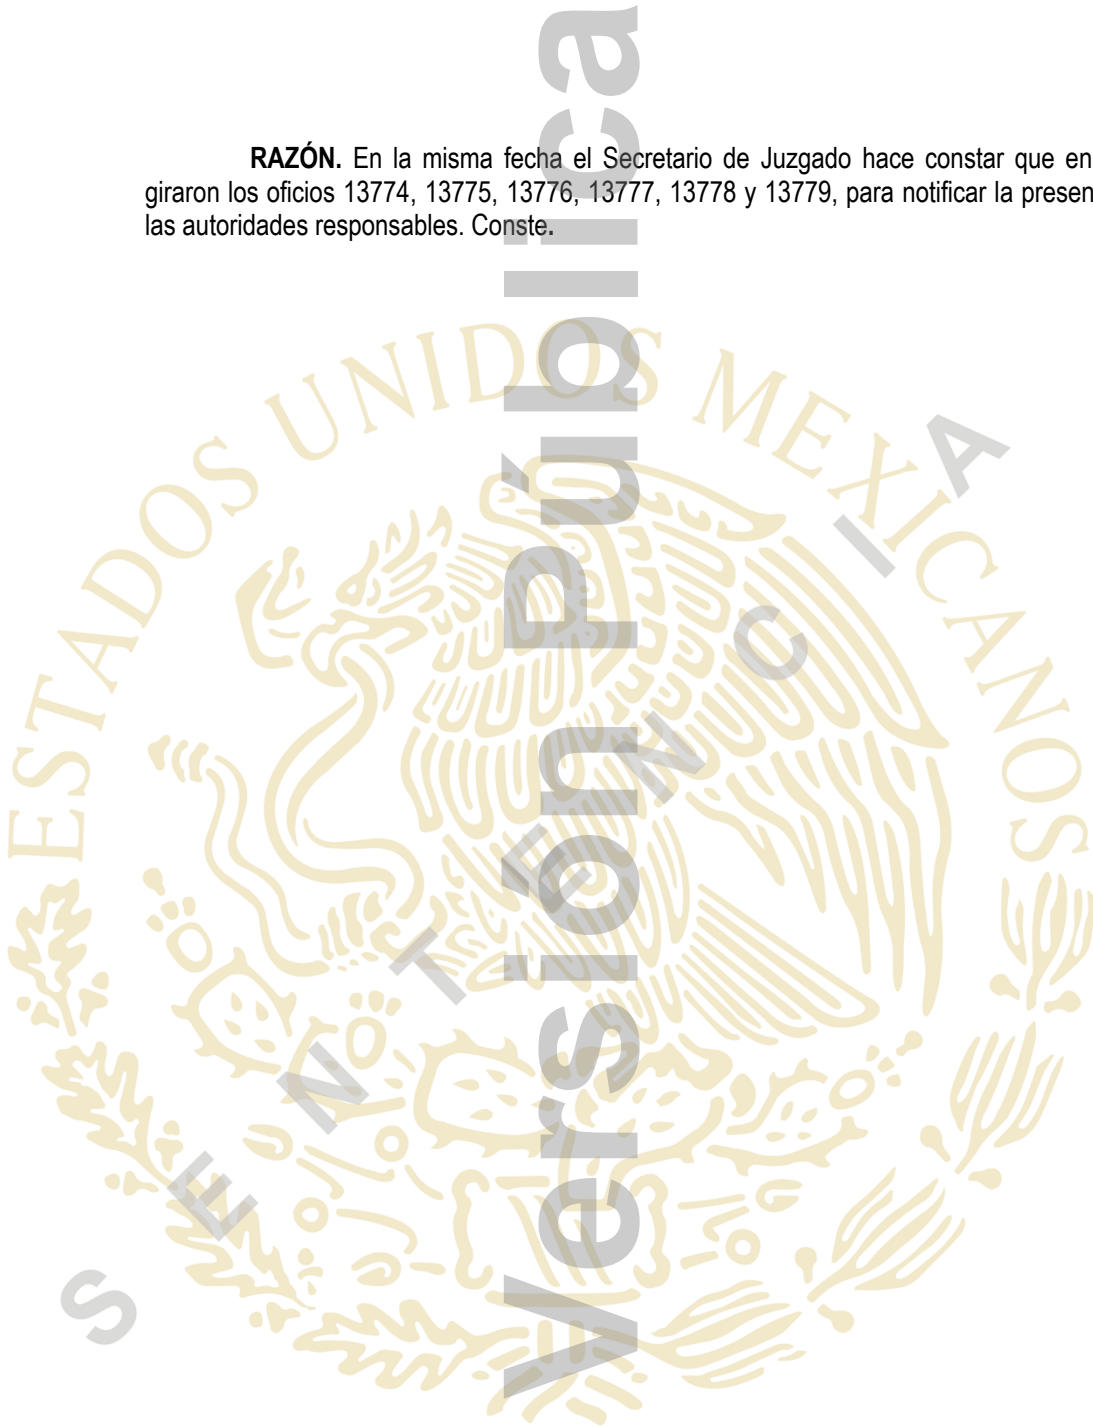 RAZÓN. En la misma fecha el Secretario de Juzgado hace constar que en
giraron los oficios 13774, 13775, 13776, 13777, 13778 y 13779, para notificar la presen
las autoridades responsables. Conste.
ESTADOS UNIDOS MEXICANOS
SENTENCIA
Versión Pública